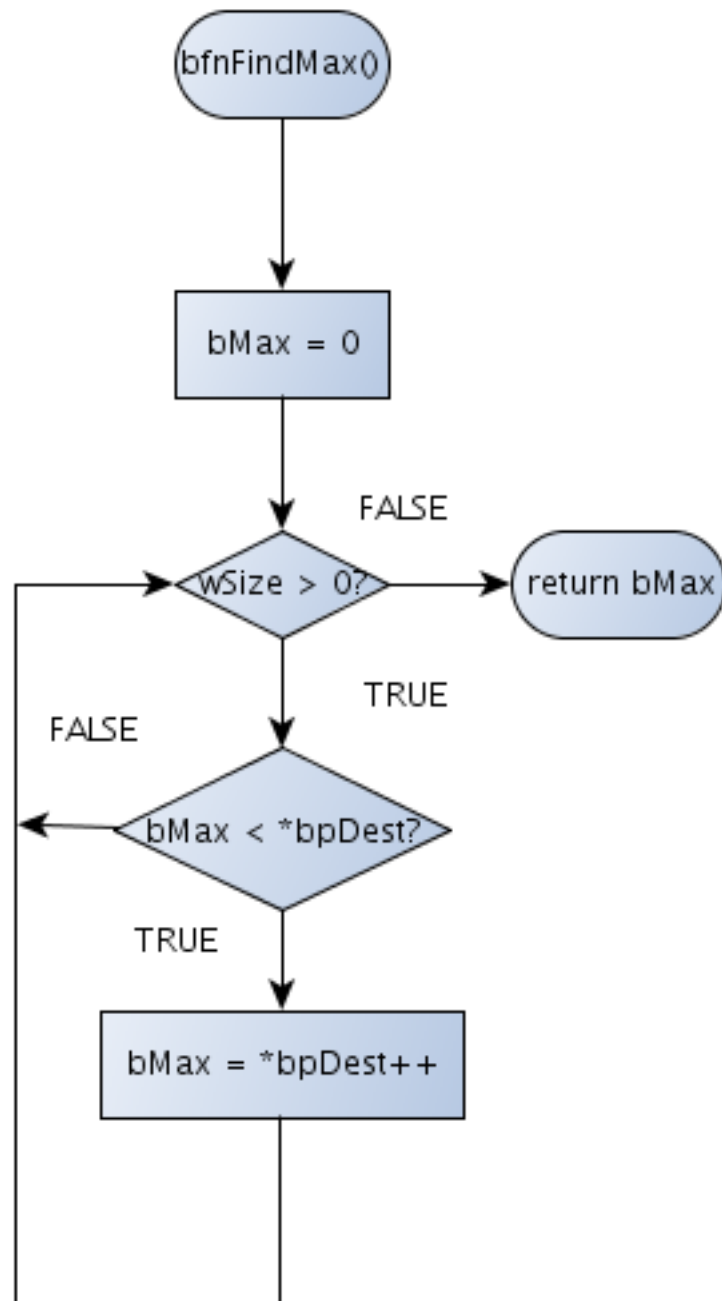 bfnFindMax()
bMax = 0
FALSE
wSize > 0?
return bMax
TRUE
FALSE
bMax < *bpDest?
TRUE
bMax = *bpDest++